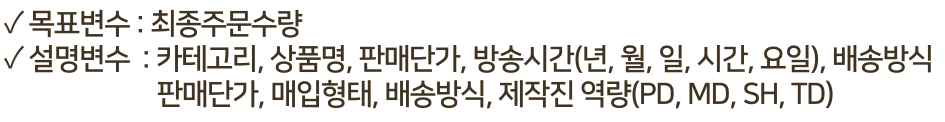 ✓ 목표변수 : 최종주문수량
✓ 설명변수 : 카테고리, 상품명, 판매단가, 방송시간(년, 월, 일, 시간, 요일), 배송방식
판매단가, 매입형태, 배송방식, 제작진 역량(PD, MD, SH, TD)